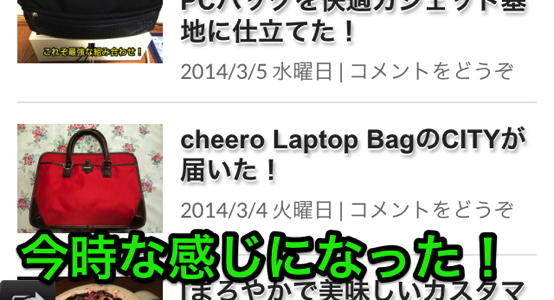 PCバッグを快適ガジェット基
地に仕立てた！
これぞ最強な組み合わせ！
2014/3/5 水曜日 | コメントをどうぞ
cheero Laptop BagのCITYが
届いた！
2014/3/4 火曜日 | コメントをどうぞ
今時な感じになった！
[まろやかで美味しいカスタマ